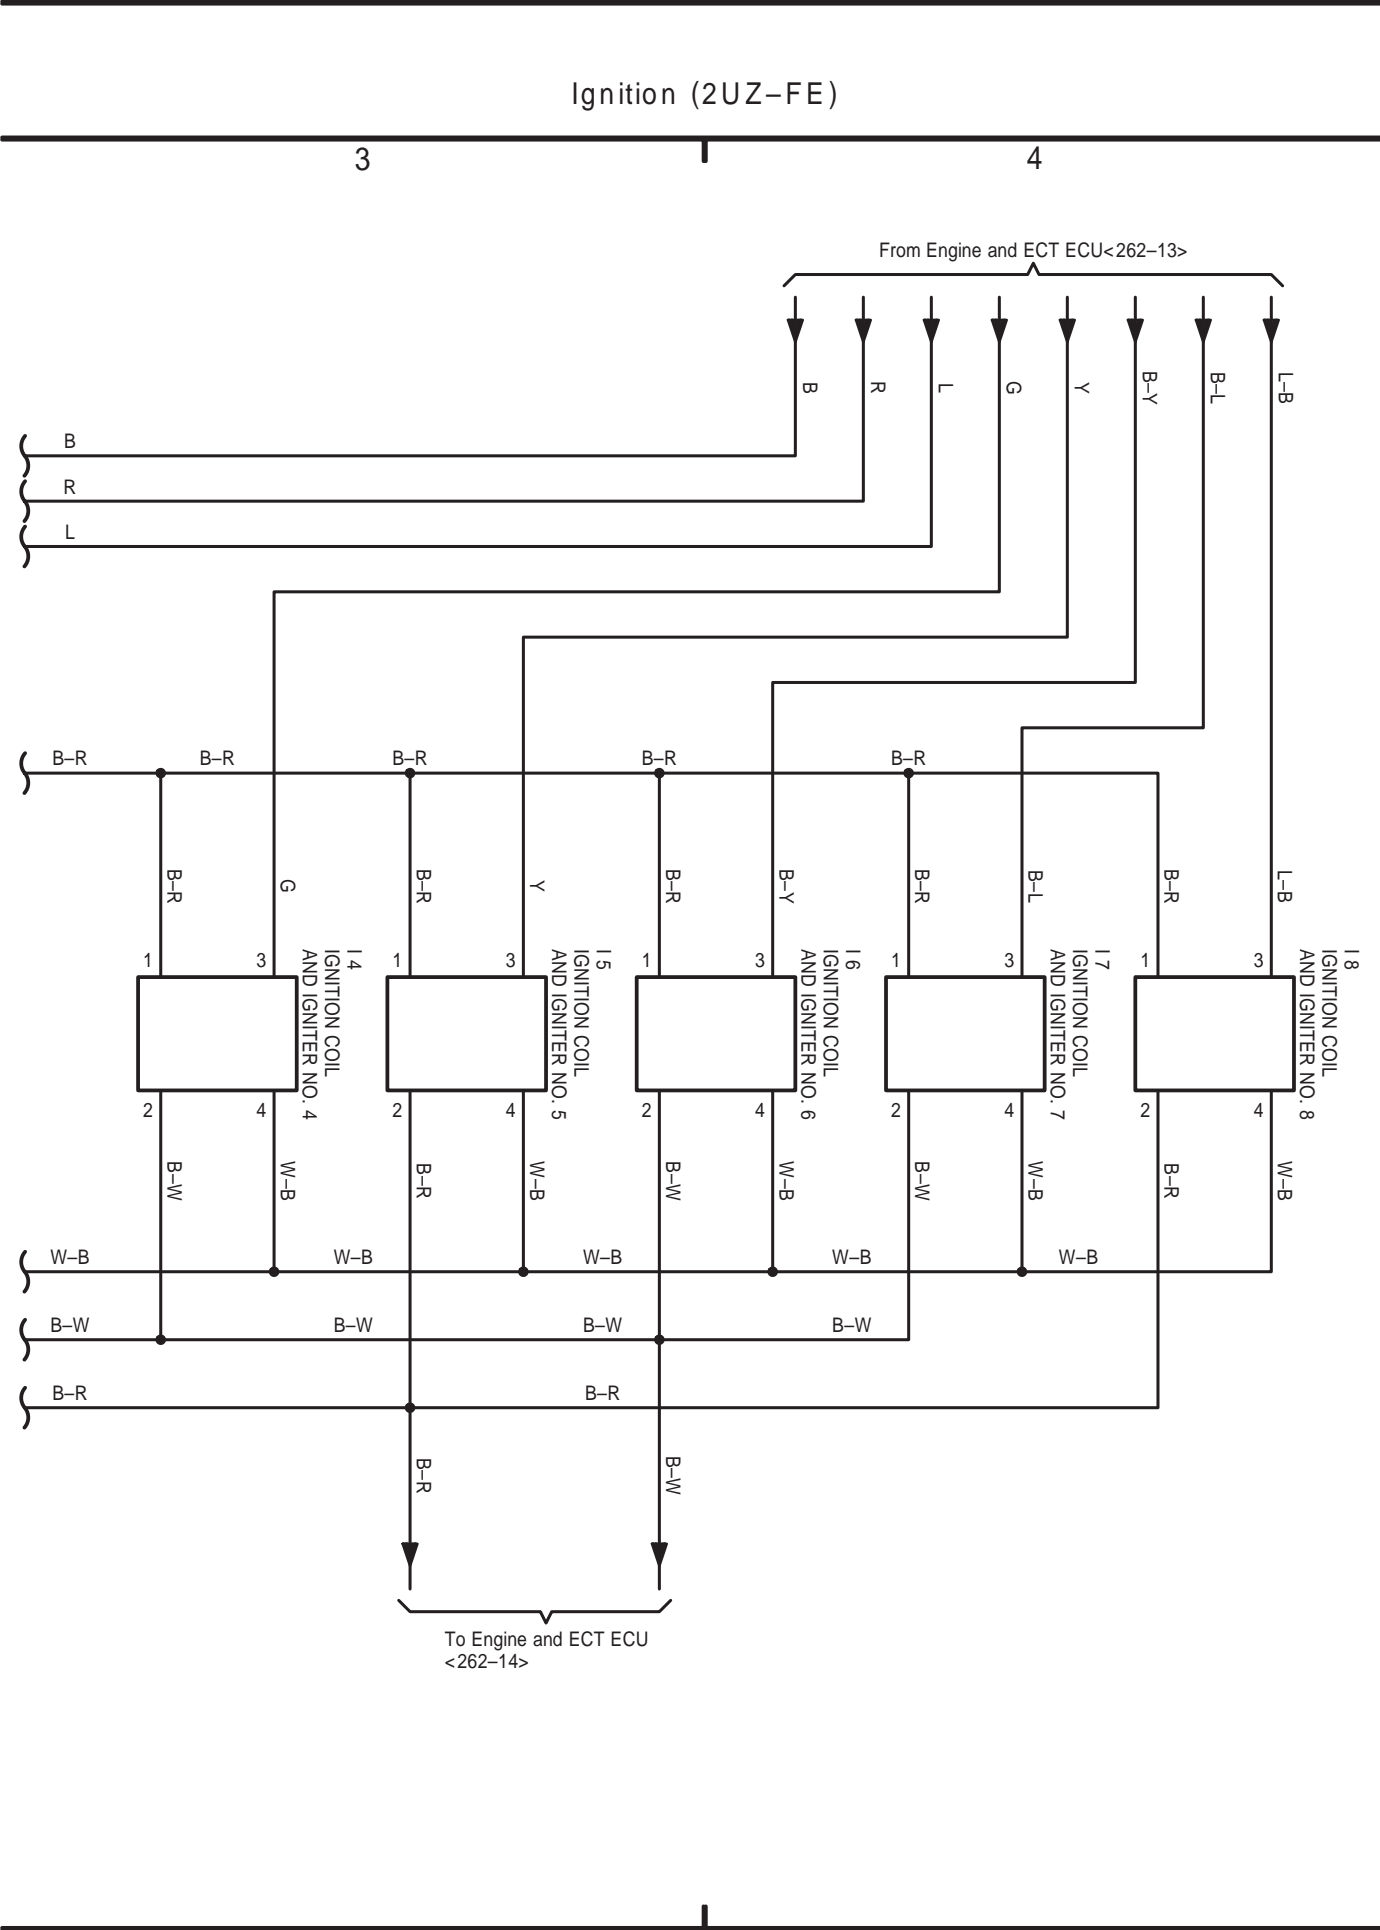 Ignition (2UZ–FE)
3
4
From Engine and ECT ECU<262–13>
B
R
L
G
Y
B–Y
B–L
L–B
B
R
L
B–R
B–R
B–R
B–R
B–R
B–R
G
B–R
Y
B–R
B–Y
B–R
B–L
B–R
L–B
1
3
I 4
IGNITION COIL
AND IGNITER NO. 4
1
3
I 5
IGNITION COIL
AND IGNITER NO. 5
1
3
I 6
IGNITION COIL
AND IGNITER NO. 6
1
3
I 7
IGNITION COIL
AND IGNITER NO. 7
1
3
I 8
IGNITION COIL
AND IGNITER NO. 8
2
4
2
4
2
4
2
4
2
4
B–W
W–B
B–R
W–B
B–W
W–B
B–W
W–B
B–R
W–B
W–B
W–B
W–B
W–B
W–B
B–W
B–W
B–W
B–W
B–R
B–R
B–R
B–W
To Engine and ECT ECU
<262–14>